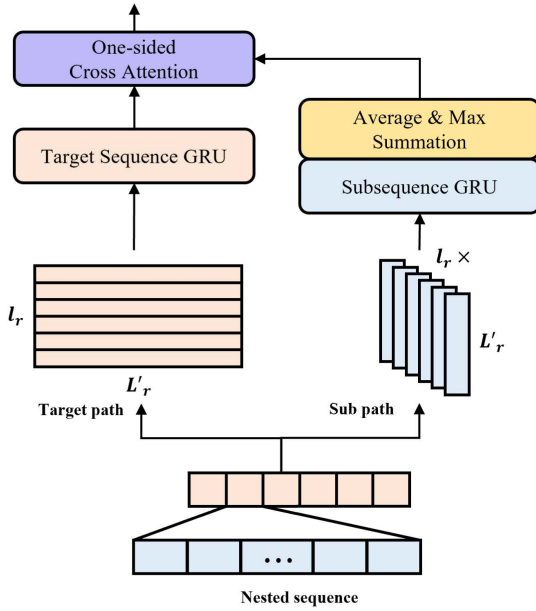 One-sided
Cross Attention
Average & Max
Summation
Target Sequence GRU
Subsequence GRU
l_r ×
l_r
L'_r
L'_r
Target path
Sub path
...
Nested sequence